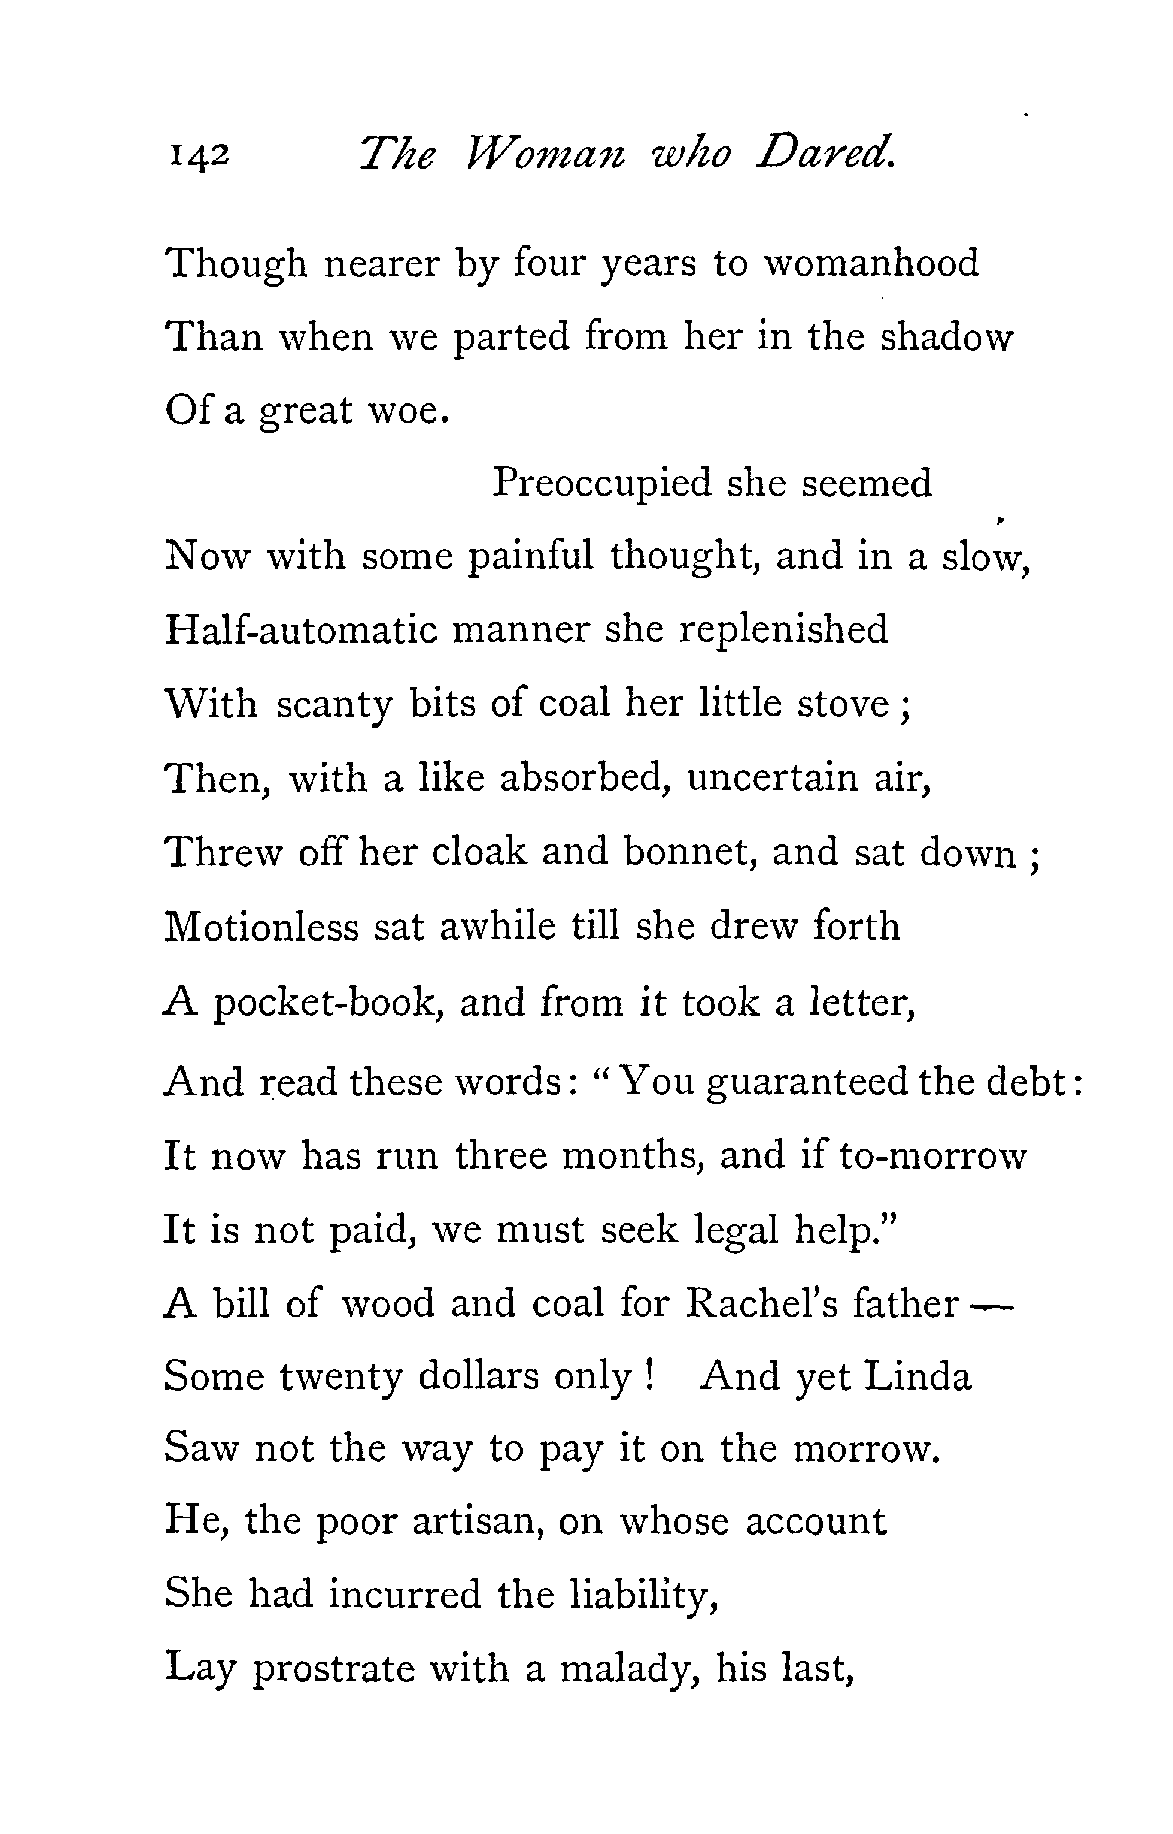 142 The Woman who Dared.
Though nearer by four years to womanhood
Than when we parted from her in the shadow
Of a great woe.
Preoccupied she seemed
Now with some painful thought, and in a slow,
Half-automatic manner she replenished
With scanty bits of coal her little stove ;
Then, with a like absorbed, uncertain air,
Threw off her cloak and bonnet, and sat down ;
Motionless sat awhile till she drew forth
A pocket-book, and from it took a letter,
And read these words: “ You guaranteed the debt:
It now has run three months, and if to-morrow
It is not paid, we must seek legal help.”
A bill of wood and coal for Rachel's father —
Some twenty dollars only ! And yet Linda
Saw not the way to pay it on the morrow.
He, the poor artisan, on whose account
She had incurred the liability,
Lay prostrate with a malady, his last,